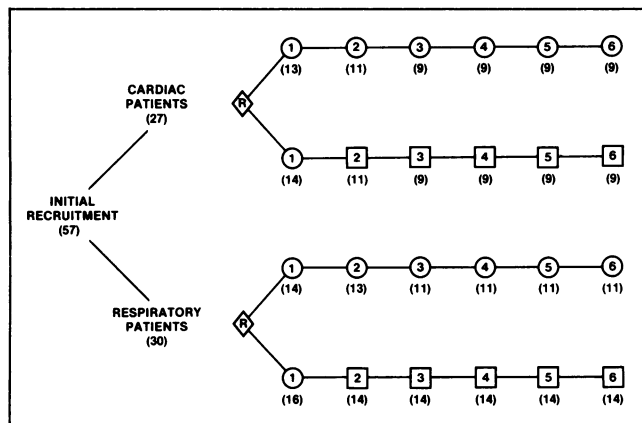 1 2 3 4 5 6
(13) (11) (9) (9) (9) (9)
CARDIAC
PATIENTS
(27)
R
1 2 3 4 5 6
(14) (11) (9) (9) (9) (9)
INITIAL
RECRUITMENT
(57)
1 2 3 4 5 6
(14) (13) (11) (11) (11) (11)
RESPIRATORY
PATIENTS
(30)
R
1 2 3 4 5 6
(16) (14) (14) (14) (14) (14)